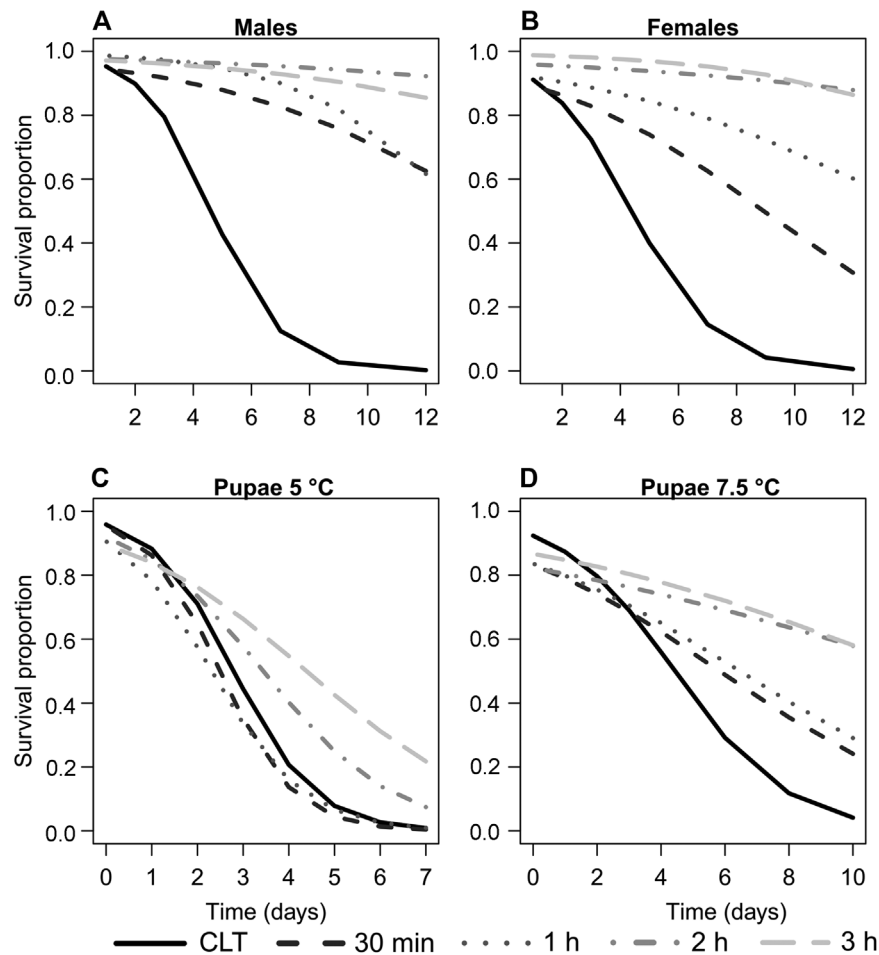 A Males
B Females
Survival proportion
1.0
0.8
0.6
0.4
0.2
0.0
2 4 6 8 10 12
1.0
0.8
0.6
0.4
0.2
0.0
2 4 6 8 10 12
C Pupae 5 °C
D Pupae 7.5 °C
Survival proportion
1.0
0.8
0.6
0.4
0.2
0.0
0 1 2 3 4 5 6 7
Time (days)
1.0
0.8
0.6
0.4
0.2
0.0
0 2 4 6 8 10
Time (days)
CLT 30 min 1 h 2 h 3 h